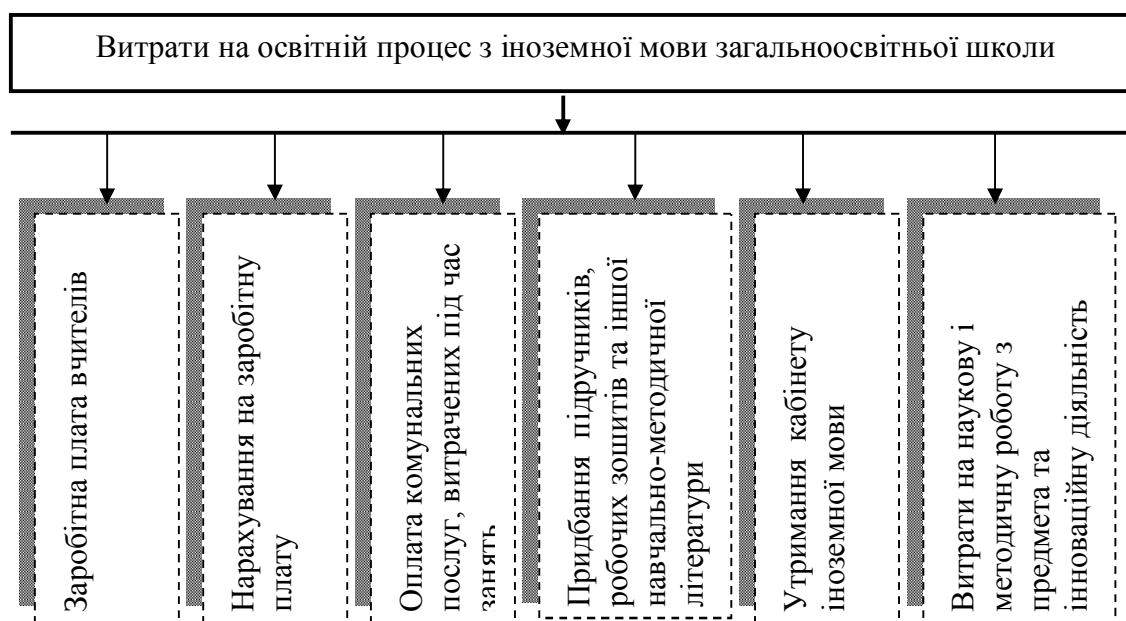 Витрати на освітній процес з іноземної мови загальноосвітньої школи
Заробітна плата вчителів
Нарахування на заробітну
плату
Оплата комунальних
послуг, витрачених під час
занять
Придбання підручників,
робочих зошитів та іншої
навчально-методичної
літератури
Утримання кабінету
іноземної мови
Витрати на наукову і
методичну роботу з
предмета та
інноваційну діяльність